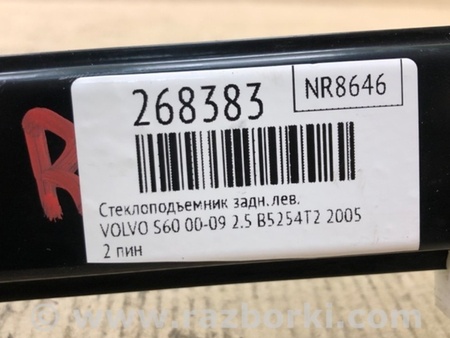 268383
NR8646
R
Стеклоподъемник задн.лев.
VOLVO S60 00-09 2.5 B5254T2 2005
2 пин
© www.razborki.com